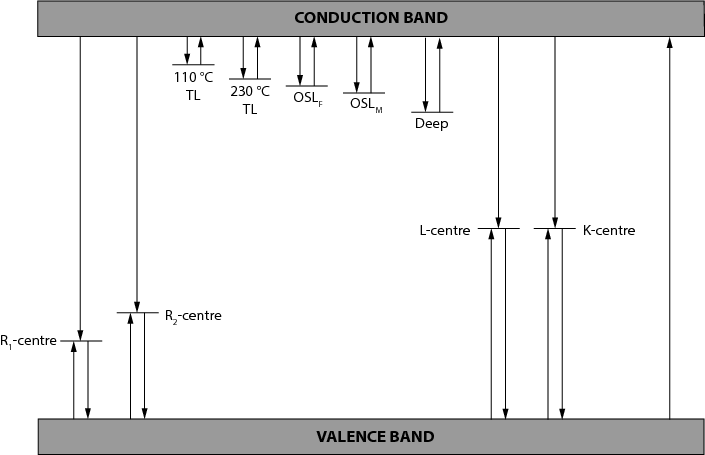 CONDUCTION BAND
110 °C
TL
230 °C
TL
OSL_F
OSL_M
Deep
L-centre
K-centre
R_2-centre
R_1-centre
VALENCE BAND